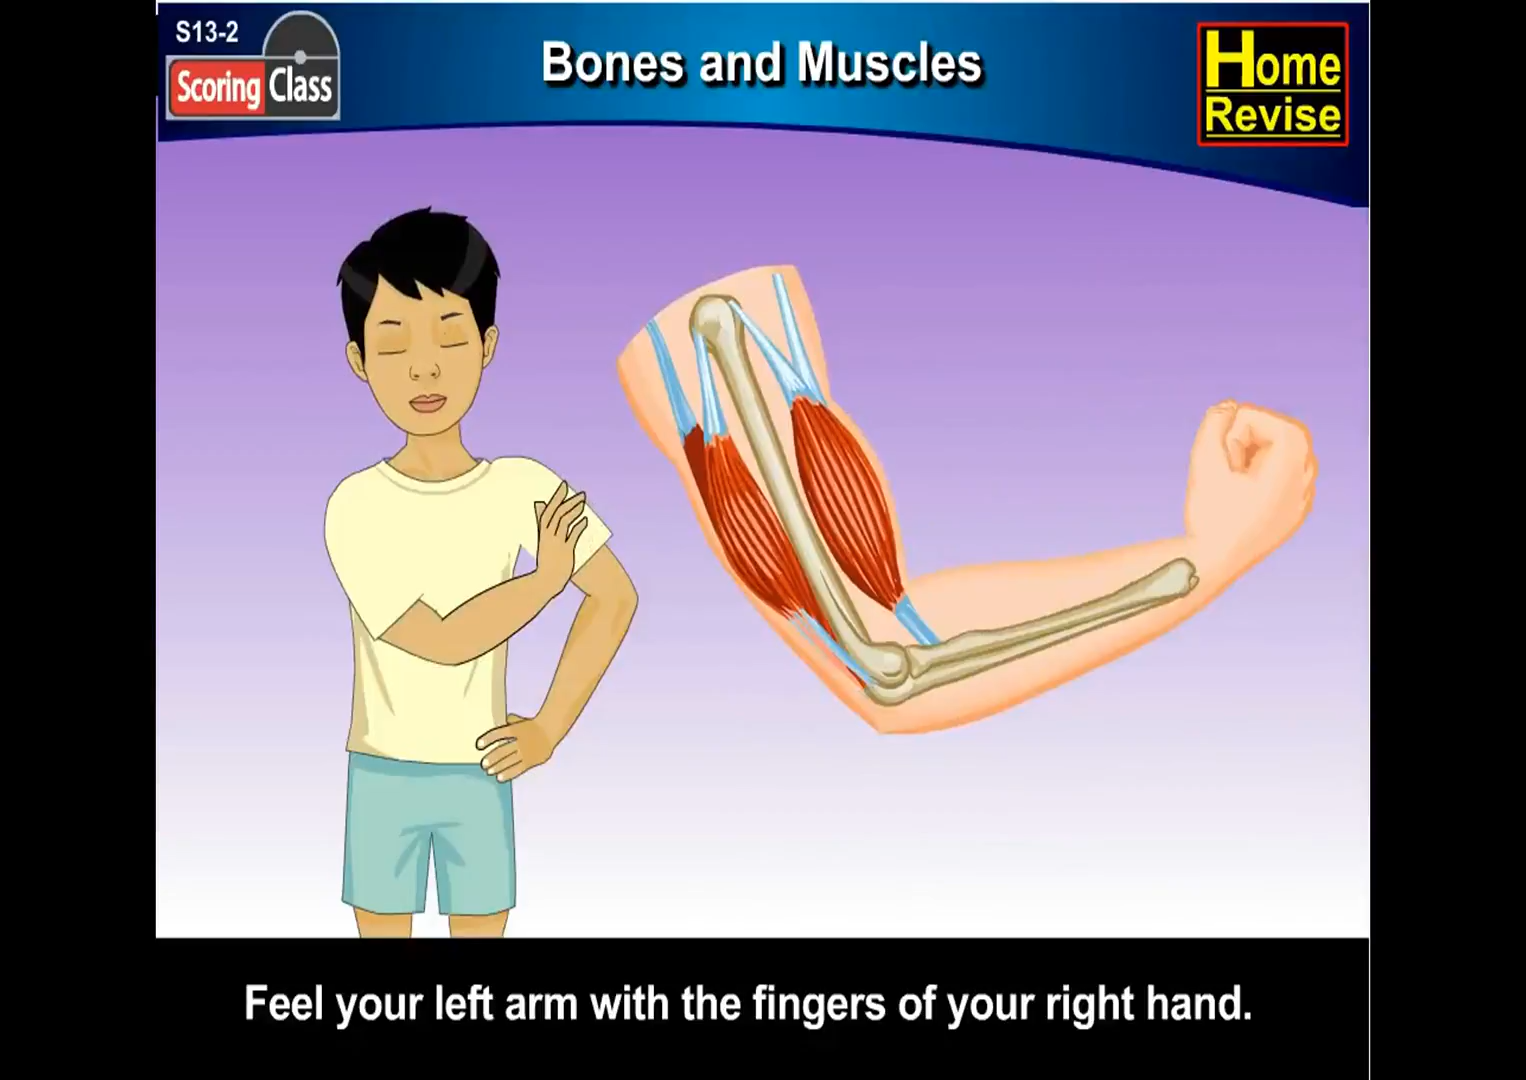 S13-2
Scoring Class
Bones and Muscles
Home
Revise
Feel your left arm with the fingers of your right hand.